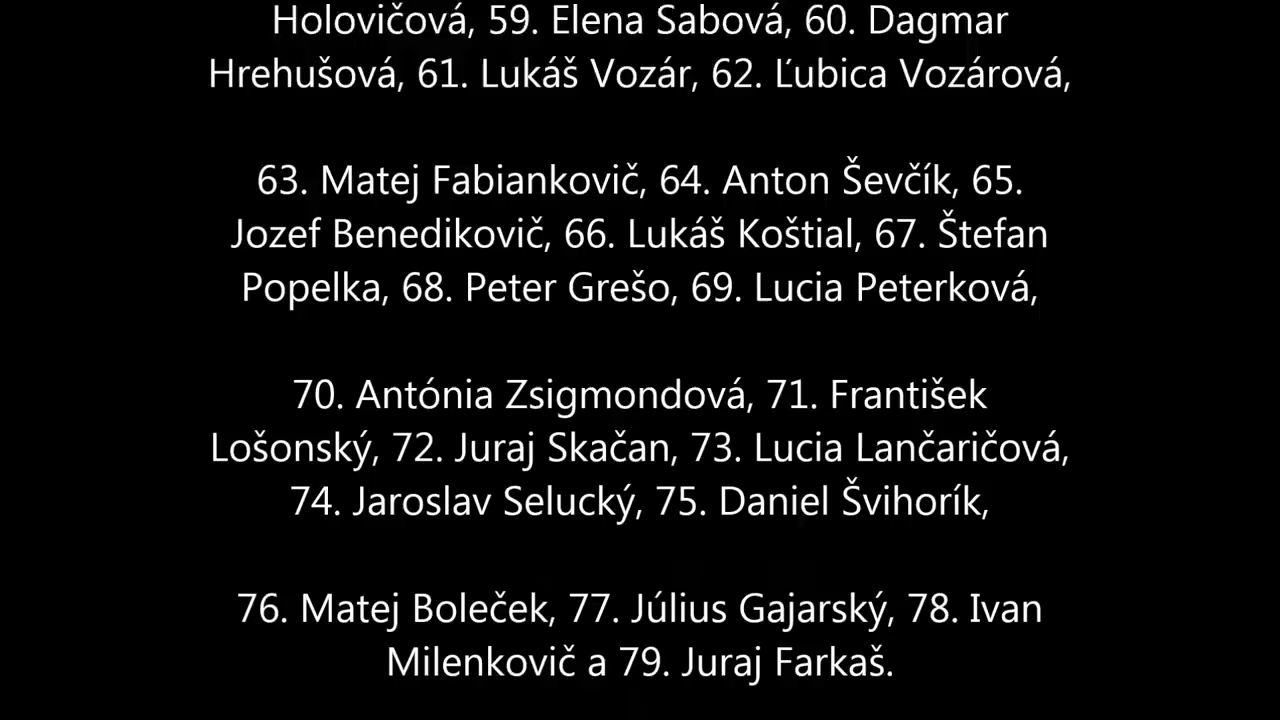 Holovičová, 59. Elena Sabová, 60. Dagmar
Hrehušová, 61. Lukáš Vozár, 62. Ľubica Vozárová,
63. Matej Fabiankovič, 64. Anton Ševčík, 65.
Jozef Benedikovič, 66. Lukáš Koštial, 67. Štefan
Popelka, 68. Peter Grešo, 69. Lucia Peterková,
70. Antónia Zsigmondová, 71. František
Lošonský, 72. Juraj Skačan, 73. Lucia Lančaričová,
74. Jaroslav Selucký, 75. Daniel Švihorík,
76. Matej Boleček, 77. Július Gajarský, 78. Ivan
Milenkovič a 79. Juraj Farkaš.